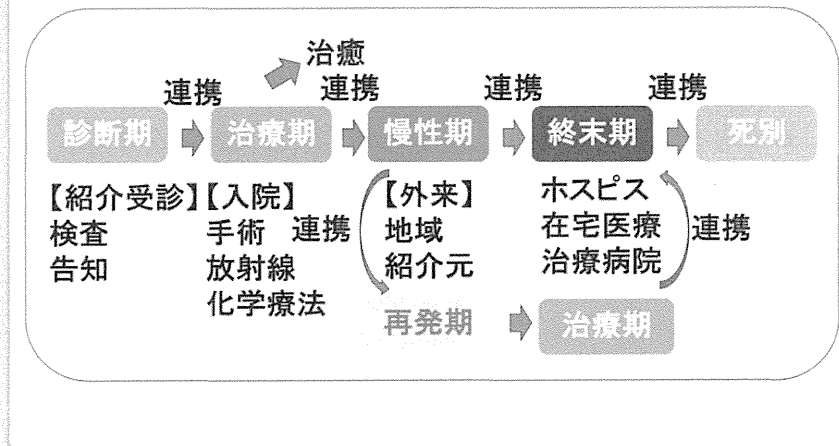 治癒
連携 連携 連携 連携
診断期 治療期 慢性期 終末期 死別
【紹介受診】【入院】 【外来】 ホスピス
検査 手術 連携 地域 在宅医療 連携
告知 放射線 紹介元 治療病院
化学療法
再発期 治療期